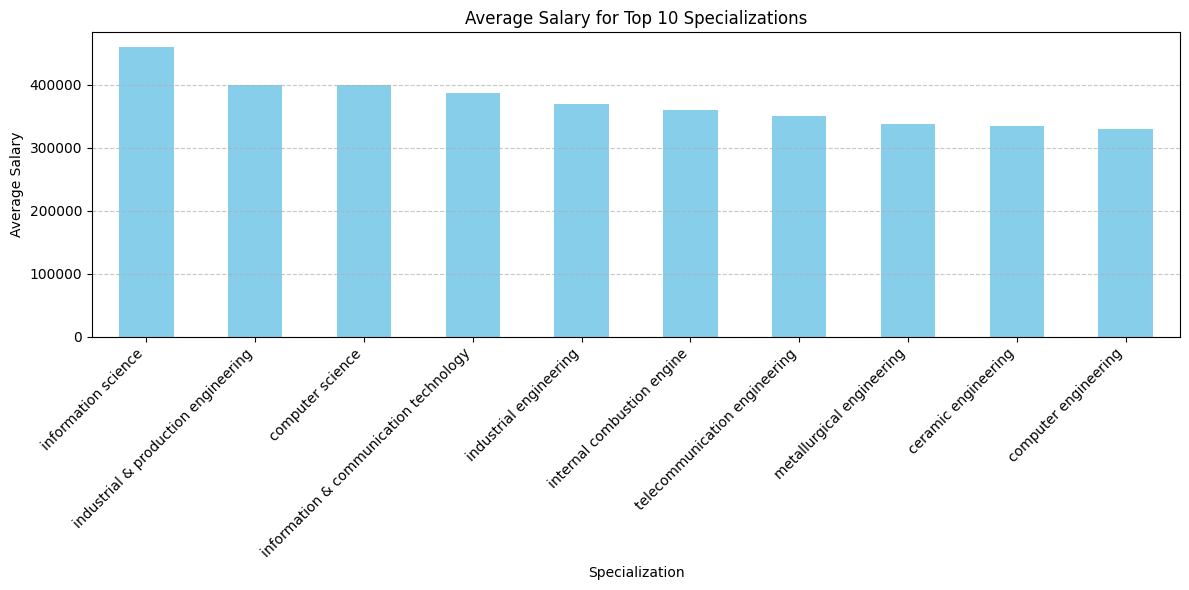 Average Salary for Top 10 Specializations
Average Salary
400000
300000
200000
100000
0
information science
industrial & production engineering
computer science
information & communication technology
industrial engineering
internal combustion engine
telecommunication engineering
metallurgical engineering
ceramic engineering
computer engineering
Specialization